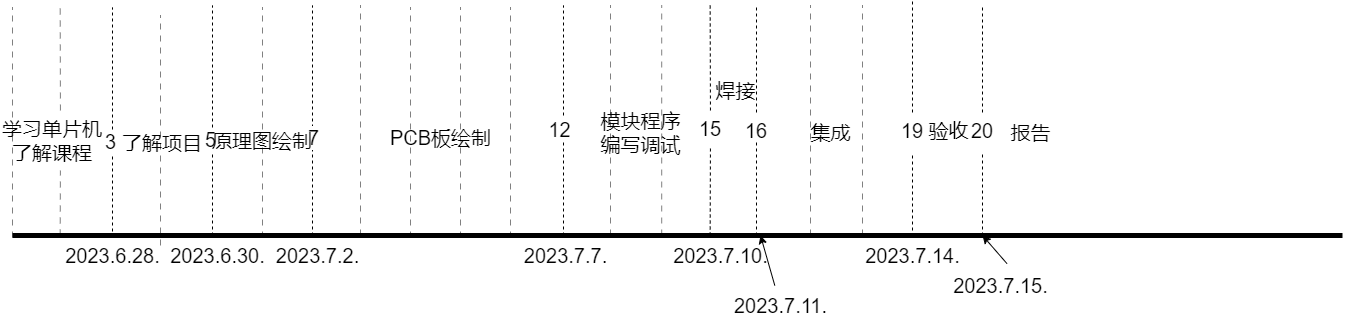 焊接
学习单片机
了解课程
3
了解项目
5
原理图绘制
7
PCB板绘制
12
模块程序
编写调试
15
16
集成
19
验收
20
报告
2023.6.28.
2023.6.30.
2023.7.2.
2023.7.7.
2023.7.10.
2023.7.14.
2023.7.15.
2023.7.11.